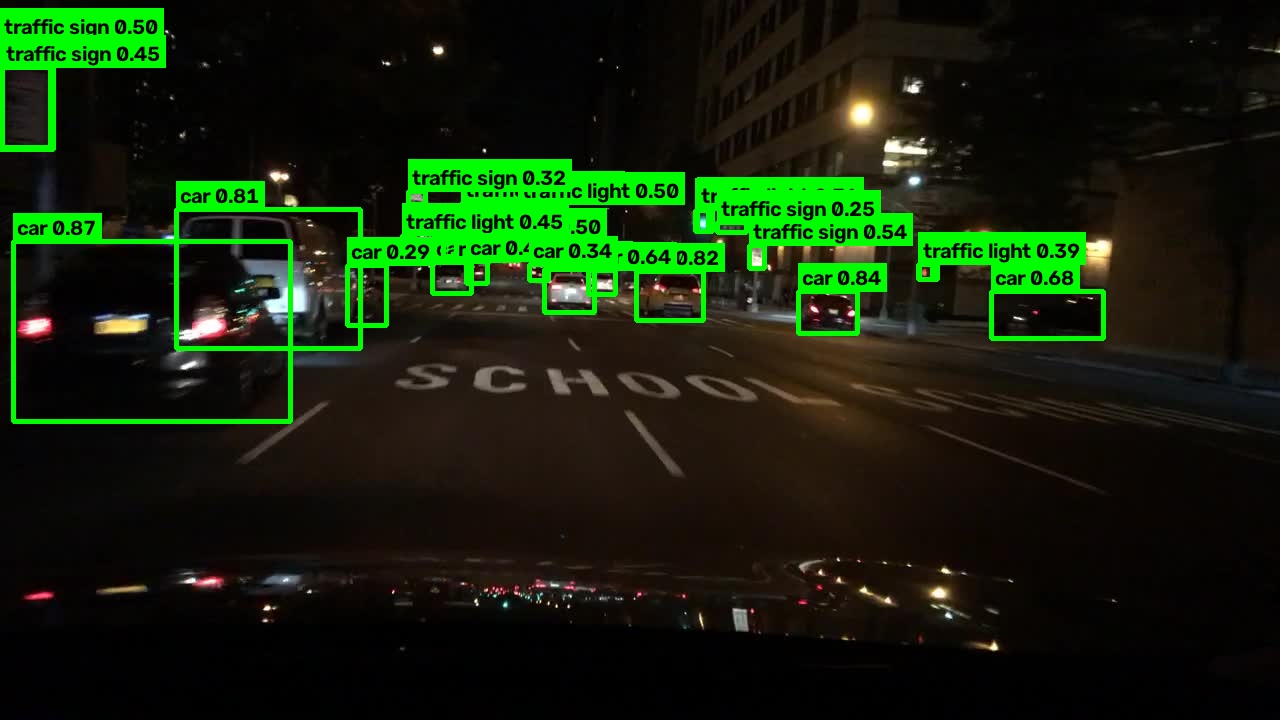 traffic sign 0.50
traffic sign 0.45
traffic sign 0.32
traffic light 0.50
car 0.81
traffic sign 0.25
traffic light 0.45
.50
traffic sign 0.54
car 0.87
car 0.29
car 0.34
0.64
0.82
traffic light 0.39
car 0.84
car 0.68
SCHOOL